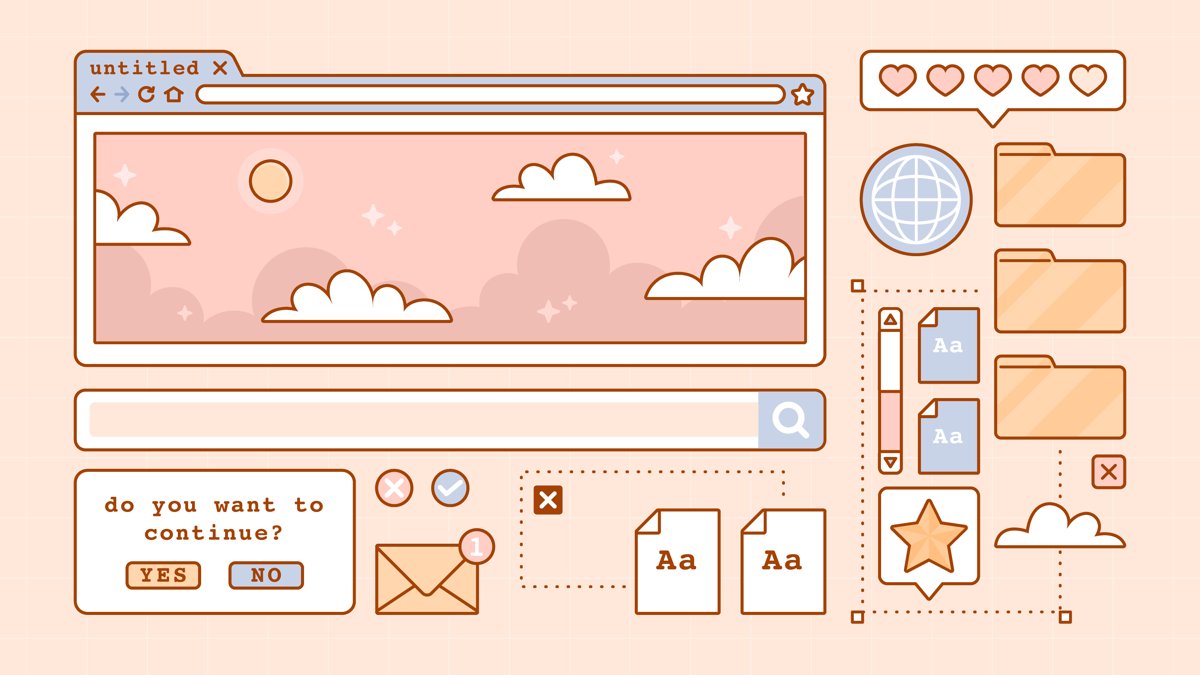 untitled
Aa
Aa
do you want to
continue?
YES NO
1
Aa Aa